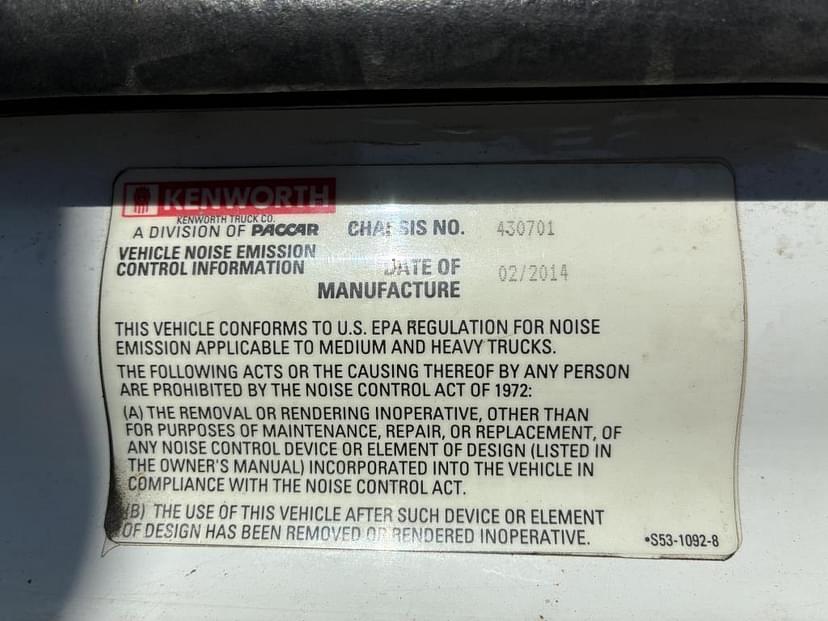 KENWORTH
KENWORTH TRUCK CO.
A DIVISION OF PACCAR
CHASSIS NO. 430701
VEHICLE NOISE EMISSION
CONTROL INFORMATION
DATE OF
MANUFACTURE 02/2014
THIS VEHICLE CONFORMS TO U.S. EPA REGULATION FOR NOISE
EMISSION APPLICABLE TO MEDIUM AND HEAVY TRUCKS.
THE FOLLOWING ACTS OR THE CAUSING THEREOF BY ANY PERSON
ARE PROHIBITED BY THE NOISE CONTROL ACT OF 1972:
(A) THE REMOVAL OR RENDERING INOPERATIVE, OTHER THAN
FOR PURPOSES OF MAINTENANCE, REPAIR, OR REPLACEMENT, OF
ANY NOISE CONTROL DEVICE OR ELEMENT OF DESIGN (LISTED IN
THE OWNER'S MANUAL) INCORPORATED INTO THE VEHICLE IN
COMPLIANCE WITH THE NOISE CONTROL ACT.
(B) THE USE OF THIS VEHICLE AFTER SUCH DEVICE OR ELEMENT
OF DESIGN HAS BEEN REMOVED OR RENDERED INOPERATIVE.
•S53-1092-8